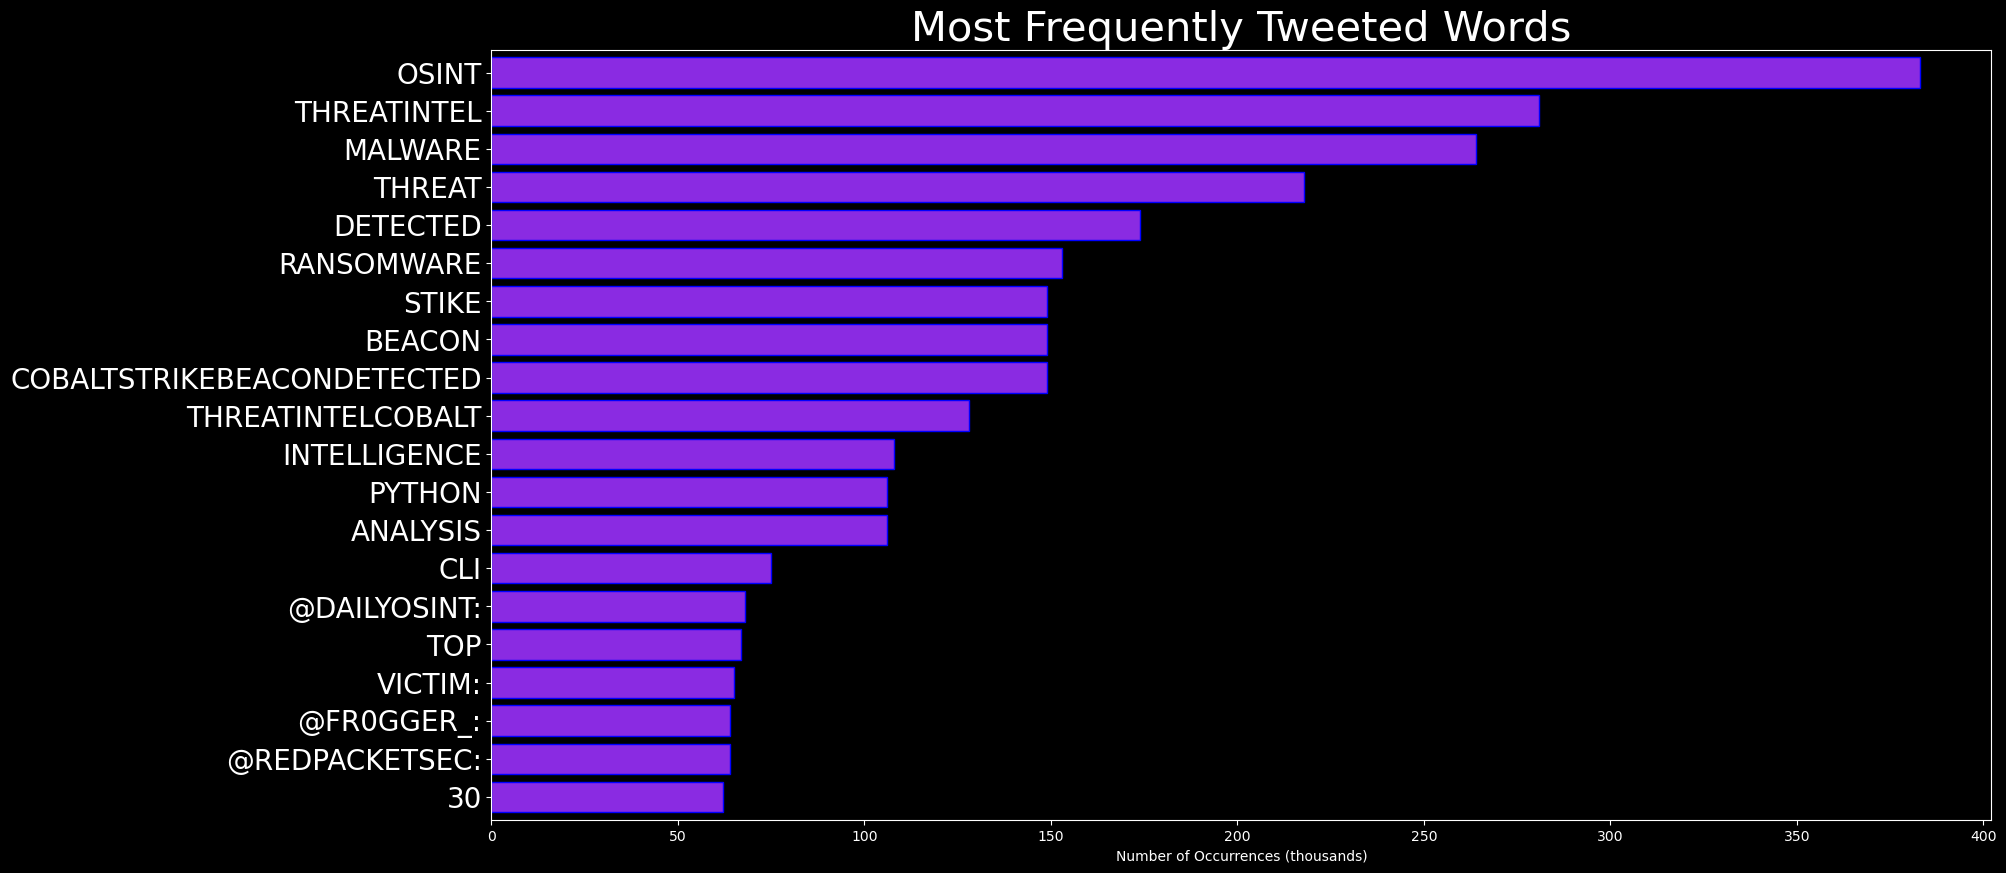 Most Frequently Tweeted Words
OSINT
THREATINTEL
MALWARE
THREAT
DETECTED
RANSOMWARE
STIKE
BEACON
COBALTSTRIKEBEACONDETECTED
THREATINTELCOBALT
INTELLIGENCE
PYTHON
ANALYSIS
CLI
@DAILYOSINT:
TOP
VICTIM:
@FR0GGER_:
@REDPACKETSEC:
30
0 50 100 150 200 250 300 350 400
Number of Occurrences (thousands)